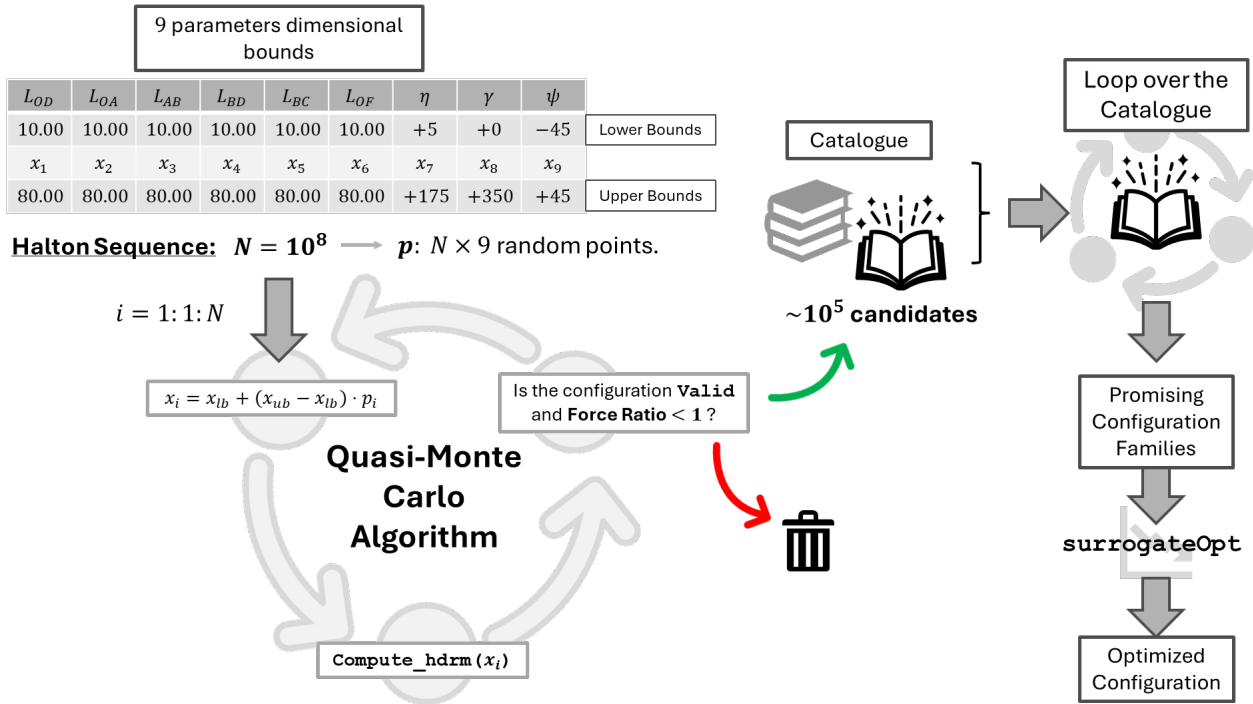 9 parameters dimensional
bounds
L_OD L_OA L_AB L_BD L_BC L_OF η γ ψ
10.00 10.00 10.00 10.00 10.00 10.00 +5 +0 −45 Lower Bounds
x_1 x_2 x_3 x_4 x_5 x_6 x_7 x_8 x_9
80.00 80.00 80.00 80.00 80.00 80.00 +175 +350 +45 Upper Bounds
Halton Sequence: N = 10^8 → p: N × 9 random points.
i = 1: 1: N
x_i = x_lb + (x_ub − x_lb) · p_i
Is the configuration Valid
and Force Ratio < 1 ?
Quasi-Monte
Carlo
Algorithm
Compute_hdrm(x_i)
Catalogue
~10^5 candidates
Loop over the
Catalogue
Promising
Configuration
Families
surrogateOpt
Optimized
Configuration